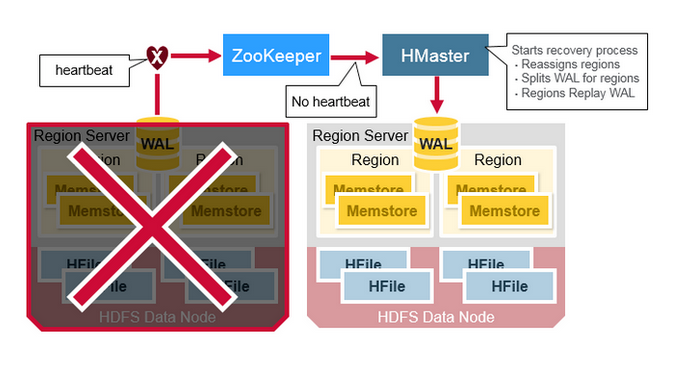 heartbeat
X
ZooKeeper
No heartbeat
HMaster
Starts recovery process
· Reassigns regions
· Splits WAL for regions
· Regions Replay WAL
Region Server
WAL
Region
Region
Memstore
Memstore
Memstore
Memstore
HFile
HFile
HFile
HFile
HDFS Data Node
Region Server
WAL
Region
Region
Memstore
Memstore
Memstore
Memstore
HFile
HFile
HFile
HFile
HDFS Data Node